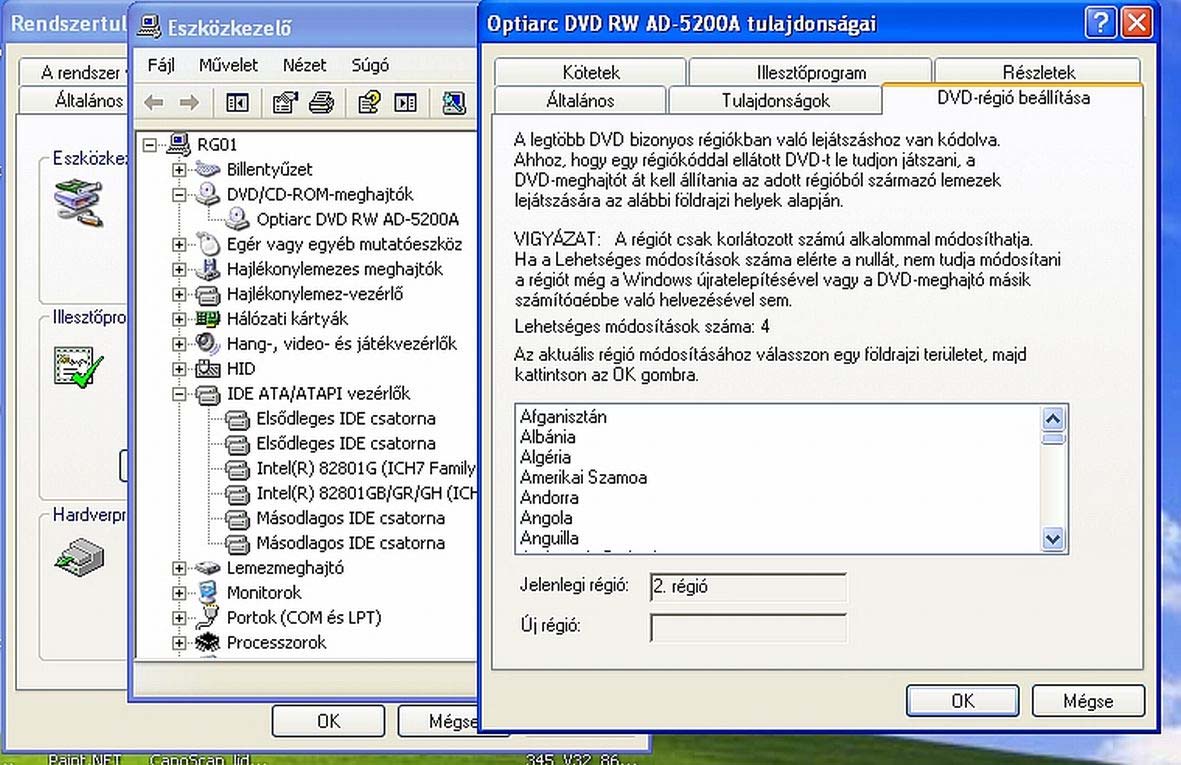 Rendszertul
A rendszer
Általános
Eszközkez
Illesztőpro
Hardverpr
OK
Mégse
Eszközkezelő
Fájl Művelet Nézet Súgó
RG01
Billentyűzet
DVD/CD-ROM-meghajtók
Optiarc DVD RW AD-5200A
Egér vagy egyéb mutatóeszköz
Hajlékonylemezes meghajtók
Hajlékonylemez-vezérlő
Hálózati kártyák
Hang-, video- és játékvezérlők
HID
IDE ATA/ATAPI vezérlők
Elsődleges IDE csatorna
Elsődleges IDE csatorna
Intel(R) 82801G (ICH7 Family
Intel(R) 82801GB/GR/GH (ICH
Másodlagos IDE csatorna
Másodlagos IDE csatorna
Lemezmeghajtó
Monitorok
Portok (COM és LPT)
Processzorok
Optiarc DVD RW AD-5200A tulajdonságai
Kötetek Illesztőprogram Részletek
Általános Tulajdonságok DVD-régió beállítása
A legtöbb DVD bizonyos régiókban való lejátszáshoz van kódolva.
Ahhoz, hogy egy régiókóddal ellátott DVD-t le tudjon játszani, a
DVD-meghajtót át kell állítania az adott régióból származó lemezek
lejátszására az alábbi földrajzi helyek alapján.
VIGYÁZAT: A régiót csak korlátozott számú alkalommal módosíthatja.
Ha a Lehetséges módosítások száma elérte a nullát, nem tudja módosítani
a régiót még a Windows újratelepítésével vagy a DVD-meghajtó másik
számítógépbe való helyezésével sem.
Lehetséges módosítások száma: 4
Az aktuális régió módosításához válasszon egy földrajzi területet, majd
kattintson az OK gombra.
Afganisztán
Albánia
Algéria
Amerikai Szamoa
Andorra
Angola
Anguilla
Jelenlegi régió: 2. régió
Új régió:
OK Mégse
Paint.NET